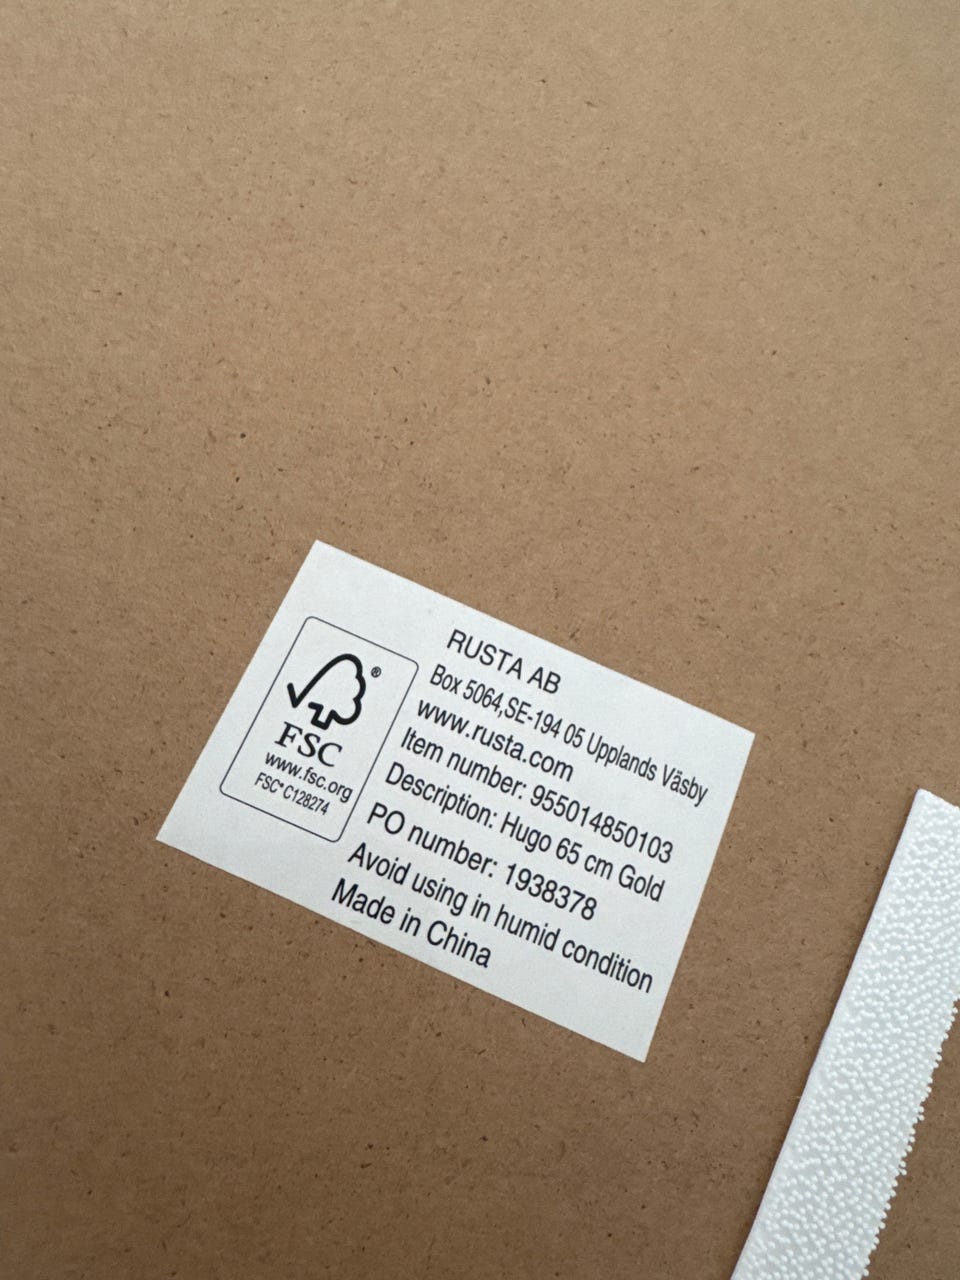 RUSTA AB
Box 5064,SE-194 05 Upplands Väsby
www.rusta.com
Item number: 955014850103
Description: Hugo 65 cm Gold
PO number: 1938378
Avoid using in humid condition
Made in China
®
FSC
www.fsc.org
FSC® C128274